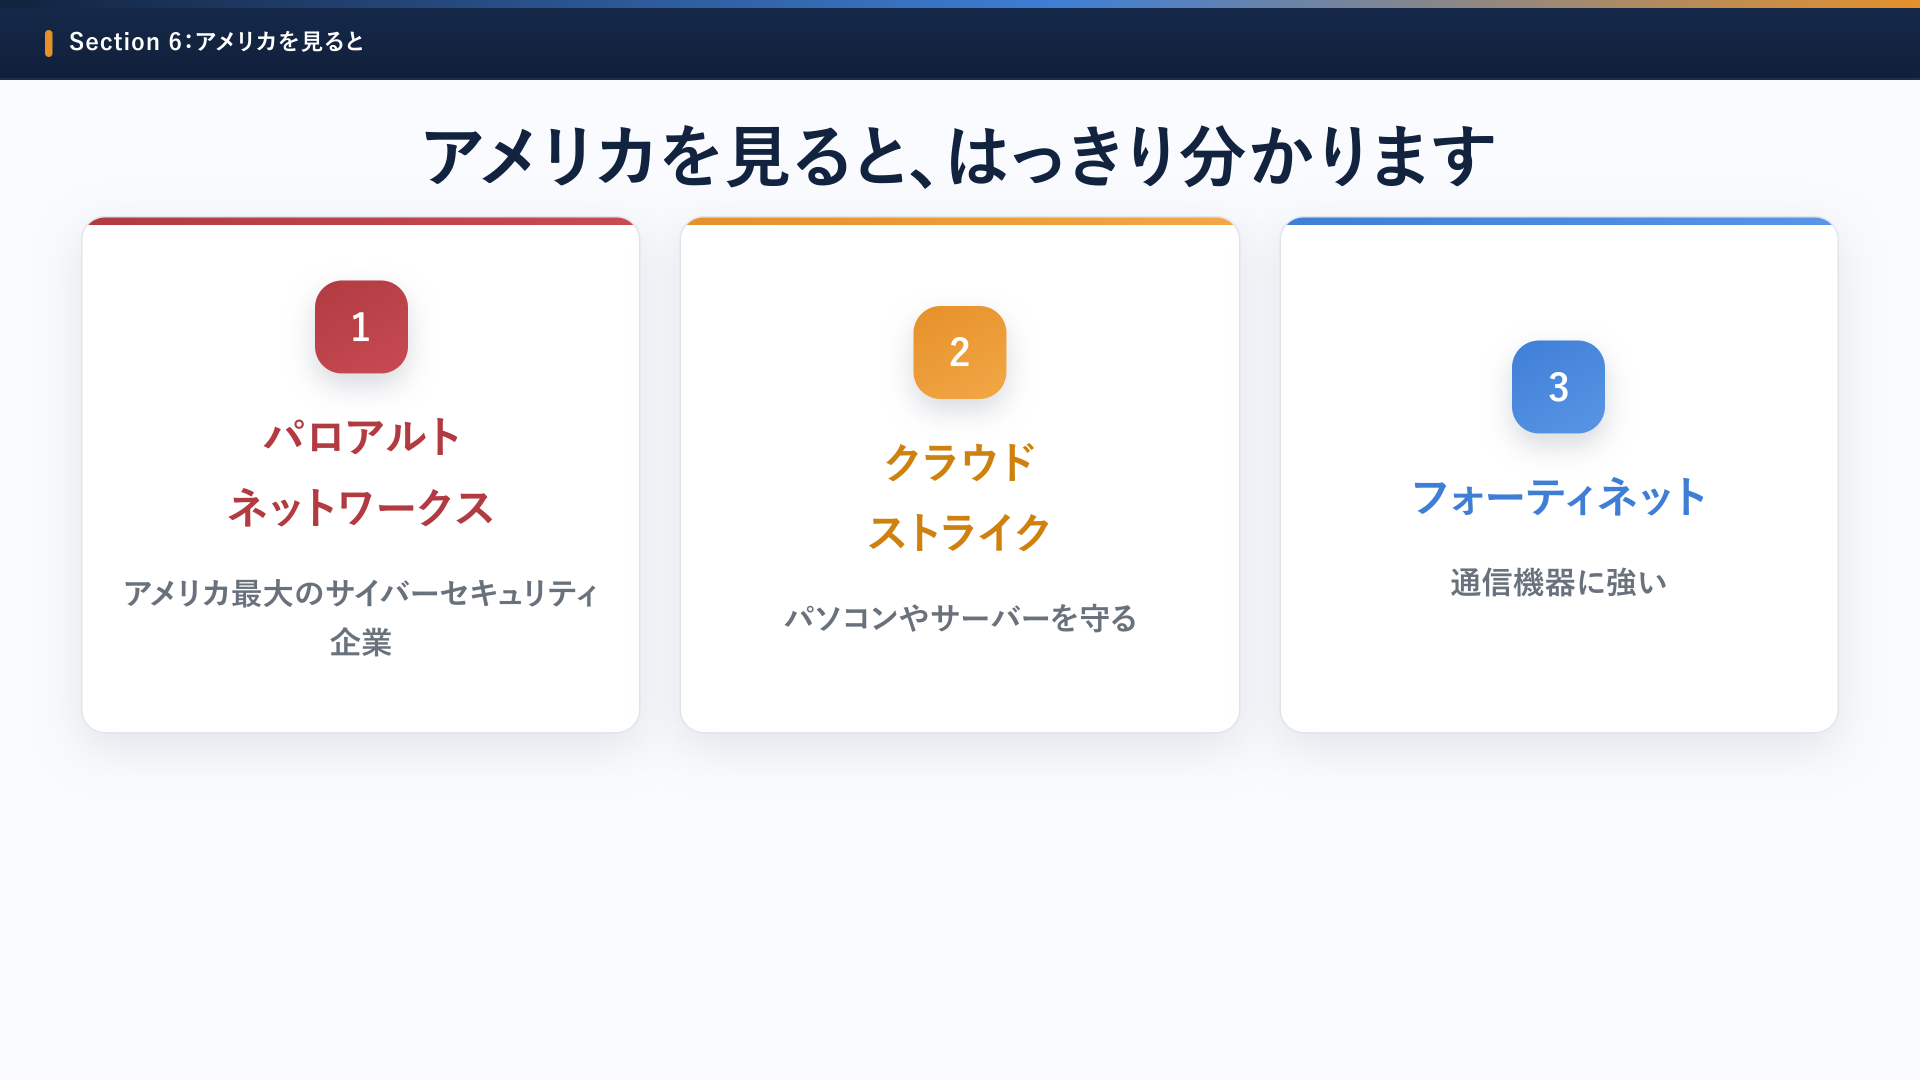 Section 6：アメリカを見ると
アメリカを見ると、はっきり分かります
1
パロアルト
ネットワークス
アメリカ最大のサイバーセキュリティ
企業
2
クラウド
ストライク
パソコンやサーバーを守る
3
フォーティネット
通信機器に強い